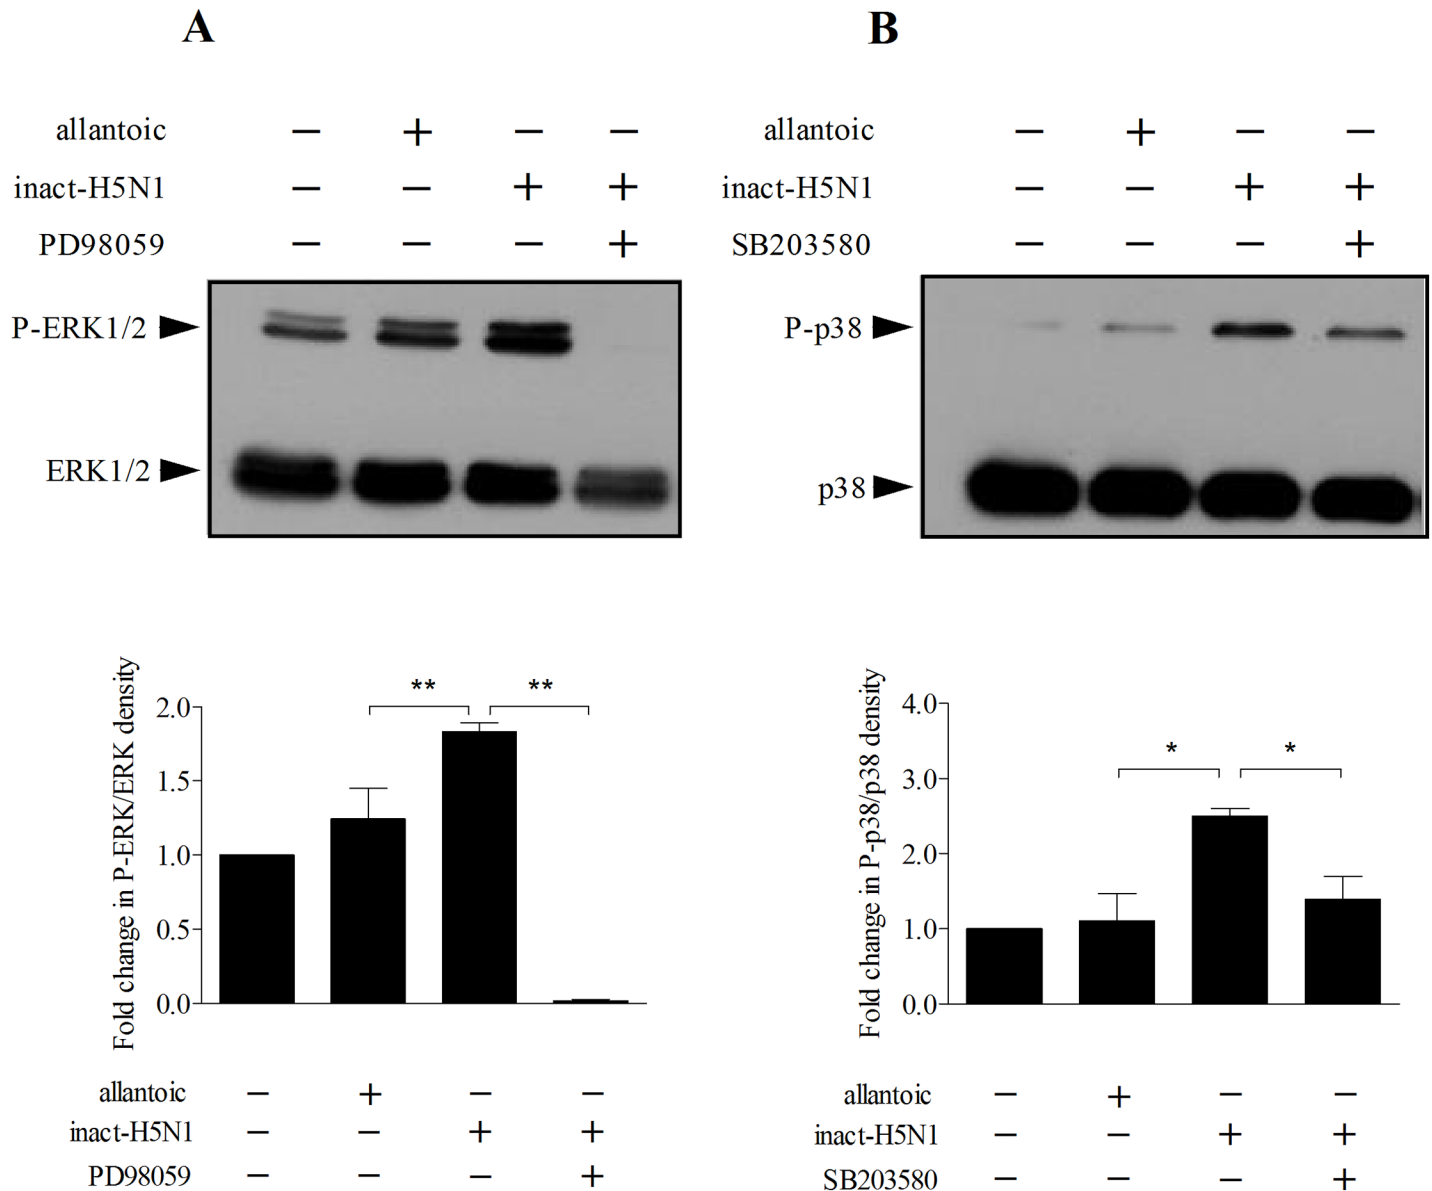 A
B
allantoic − + − −
inact-H5N1 − − + +
PD98059 − − − +
P-ERK1/2
ERK1/2
allantoic − + − −
inact-H5N1 − − + +
SB203580 − − − +
P-p38
p38
Fold change in P-ERK/ERK density
2.0
1.5
1.0
0.5
0.0
** **
allantoic − + − −
inact-H5N1 − − + +
PD98059 − − − +
Fold change in P-p38/p38 density
4.0
3.0
2.0
1.0
0.0
* *
allantoic − + − −
inact-H5N1 − − + +
SB203580 − − − +